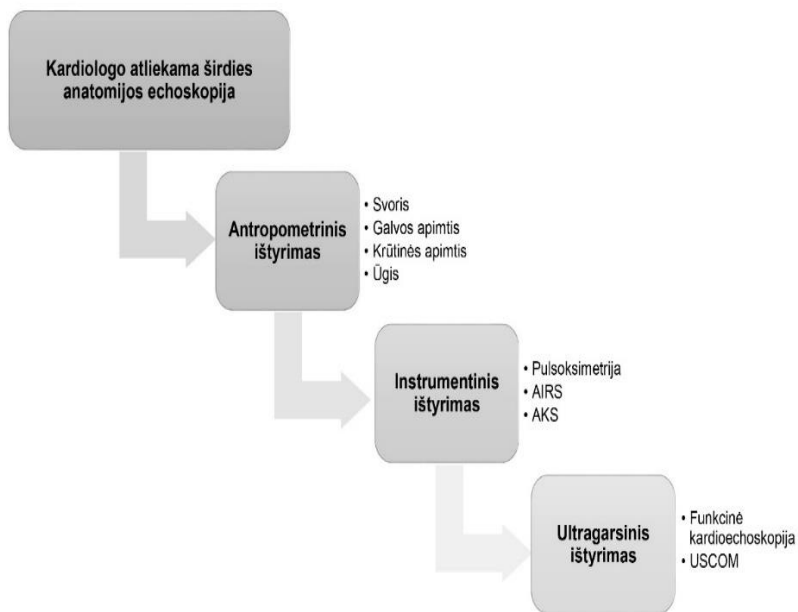 Kardiologo atliekama širdies
anatomijos echoskopija
Antropometrinis
ištyrimas
• Svoris
• Galvos apimtis
• Krūtinės apimtis
• Ūgis
Instrumentinis
ištyrimas
• Pulsoksimetrija
• AIRS
• AKS
Ultragarsinis
ištyrimas
• Funkcinė
kardioechoskopija
• USCOM